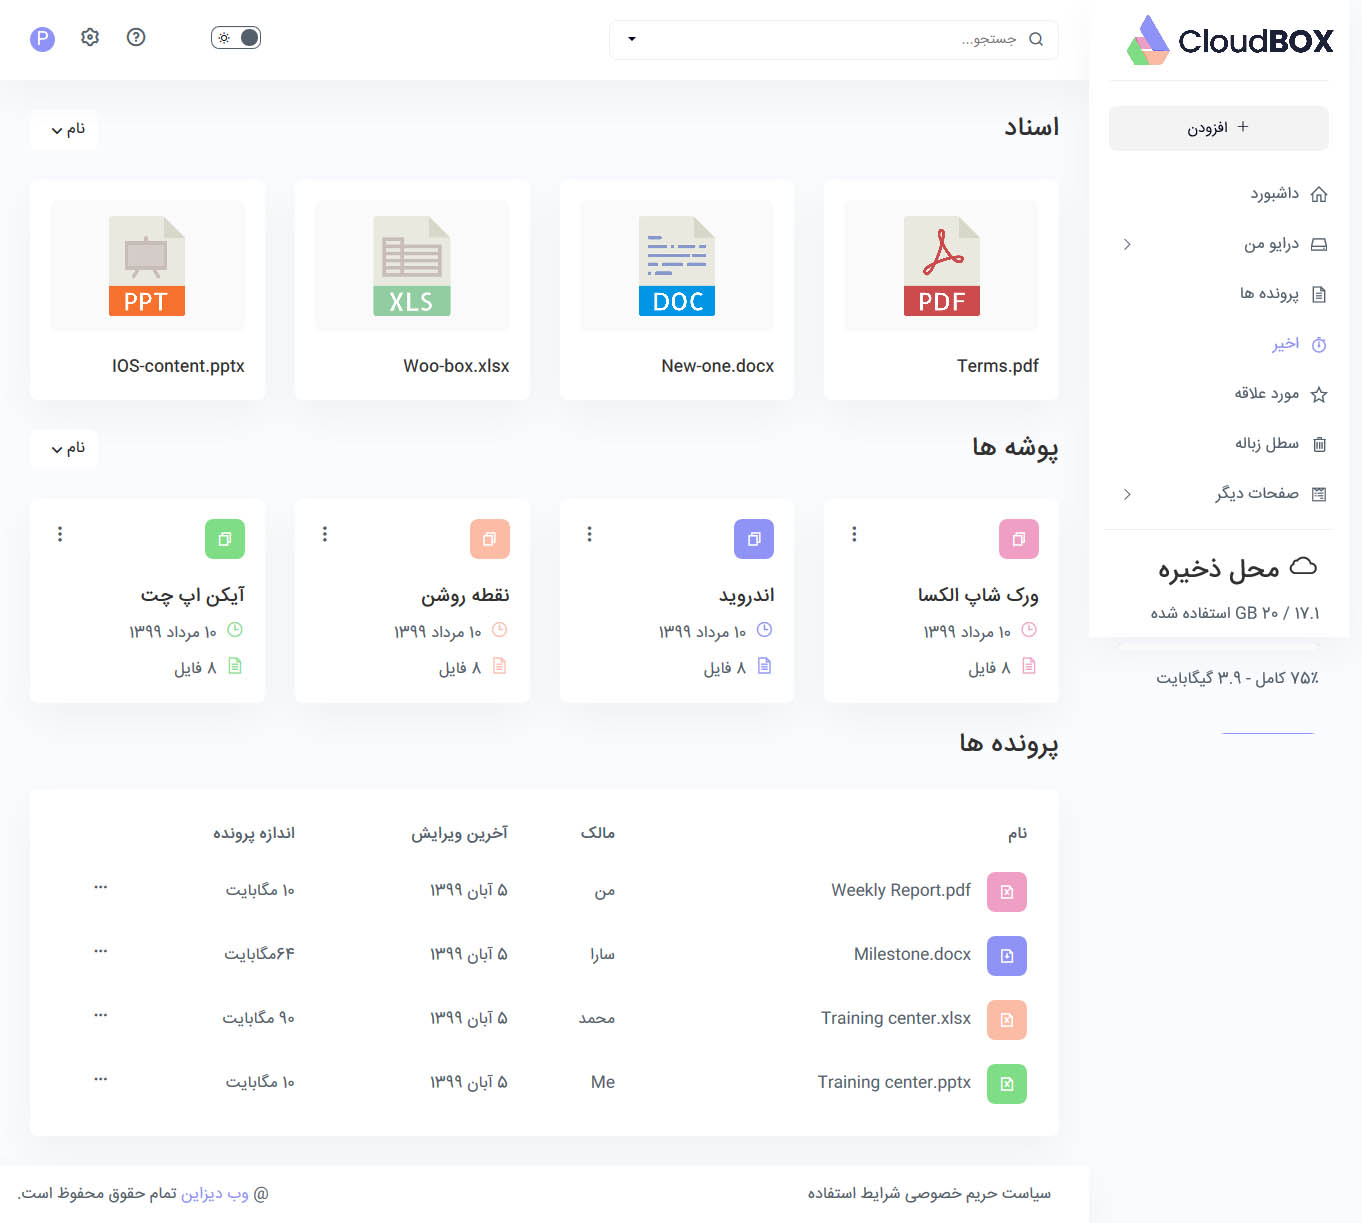 CloudBOX
افزودن
داشبورد
درایو من
پرونده ها
اخیر
مورد علاقه
سطل زباله
صفحات دیگر
محل ذخیره
۱۷.۱ / ۲۰ GB استفاده شده
۷۵٪ کامل - ۳.۹ گیگابایت
جستجو...
P
اسناد
نام
PDF
DOC
XLS
PPT
Terms.pdf
New-one.docx
Woo-box.xlsx
IOS-content.pptx
پوشه ها
نام
ورک شاپ الکسا
۱۰ مرداد ۱۳۹۹
۸ فایل
اندروید
۱۰ مرداد ۱۳۹۹
۸ فایل
نقطه روشن
۱۰ مرداد ۱۳۹۹
۸ فایل
آیکن اپ چت
۱۰ مرداد ۱۳۹۹
۸ فایل
پرونده ها
نام مالک آخرین ویرایش اندازه پرونده
Weekly Report.pdf من ۵ آبان ۱۳۹۹ ۱۰ مگابایت
Milestone.docx سارا ۵ آبان ۱۳۹۹ ۶۴مگابایت
Training center.xlsx محمد ۵ آبان ۱۳۹۹ ۹۰ مگابایت
Training center.pptx Me ۵ آبان ۱۳۹۹ ۱۰ مگابایت
سیاست حریم خصوصی شرایط استفاده
@ وب دیزاین تمام حقوق محفوظ است.